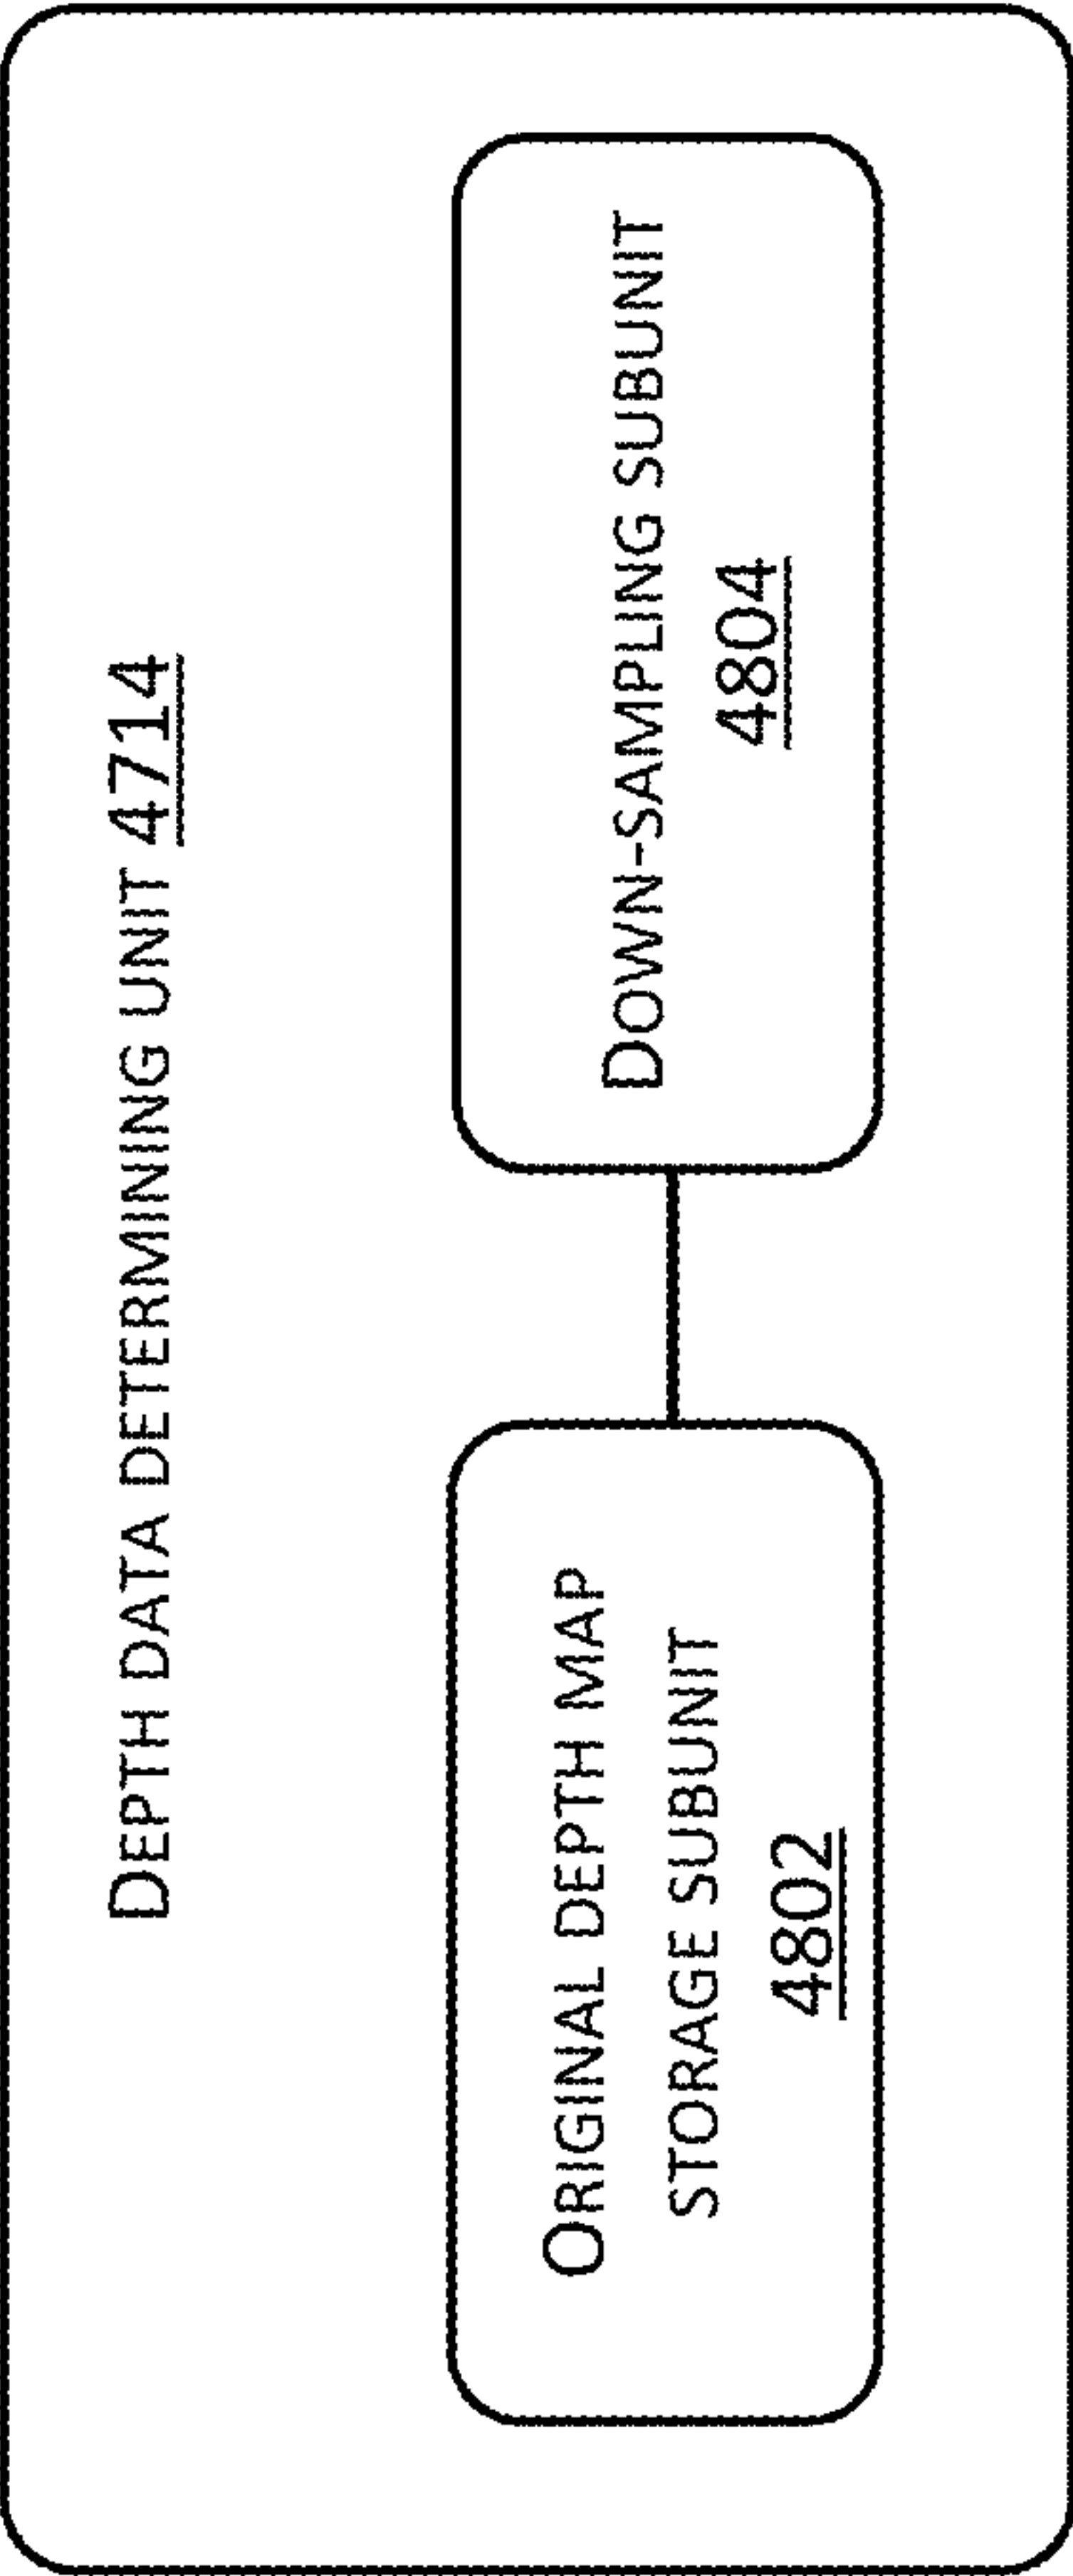 DEPTH DATA DETERMINING UNIT 4714
ORIGINAL DEPTH MAP
STORAGE SUBUNIT
4802
DOWN-SAMPLING SUBUNIT
4804